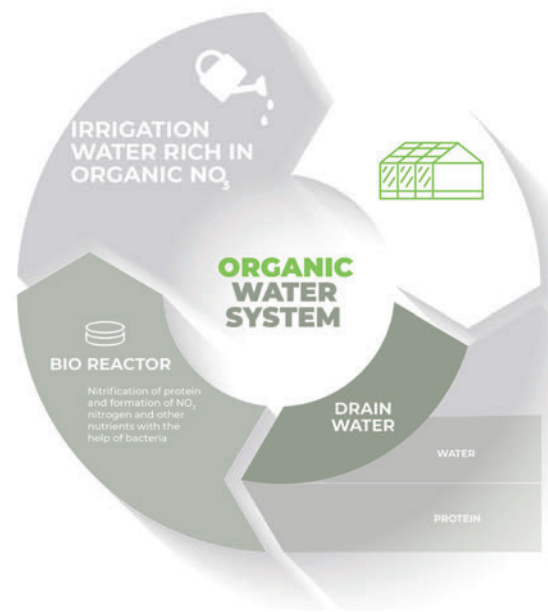 IRRIGATION
WATER RICH IN
ORGANIC NO₃
ORGANIC
WATER
SYSTEM
BIO REACTOR
Nitrification of protein
and formation of NO₃
nitrogen and other
nutrients with the
help of bacteria
DRAIN
WATER
WATER
PROTEIN